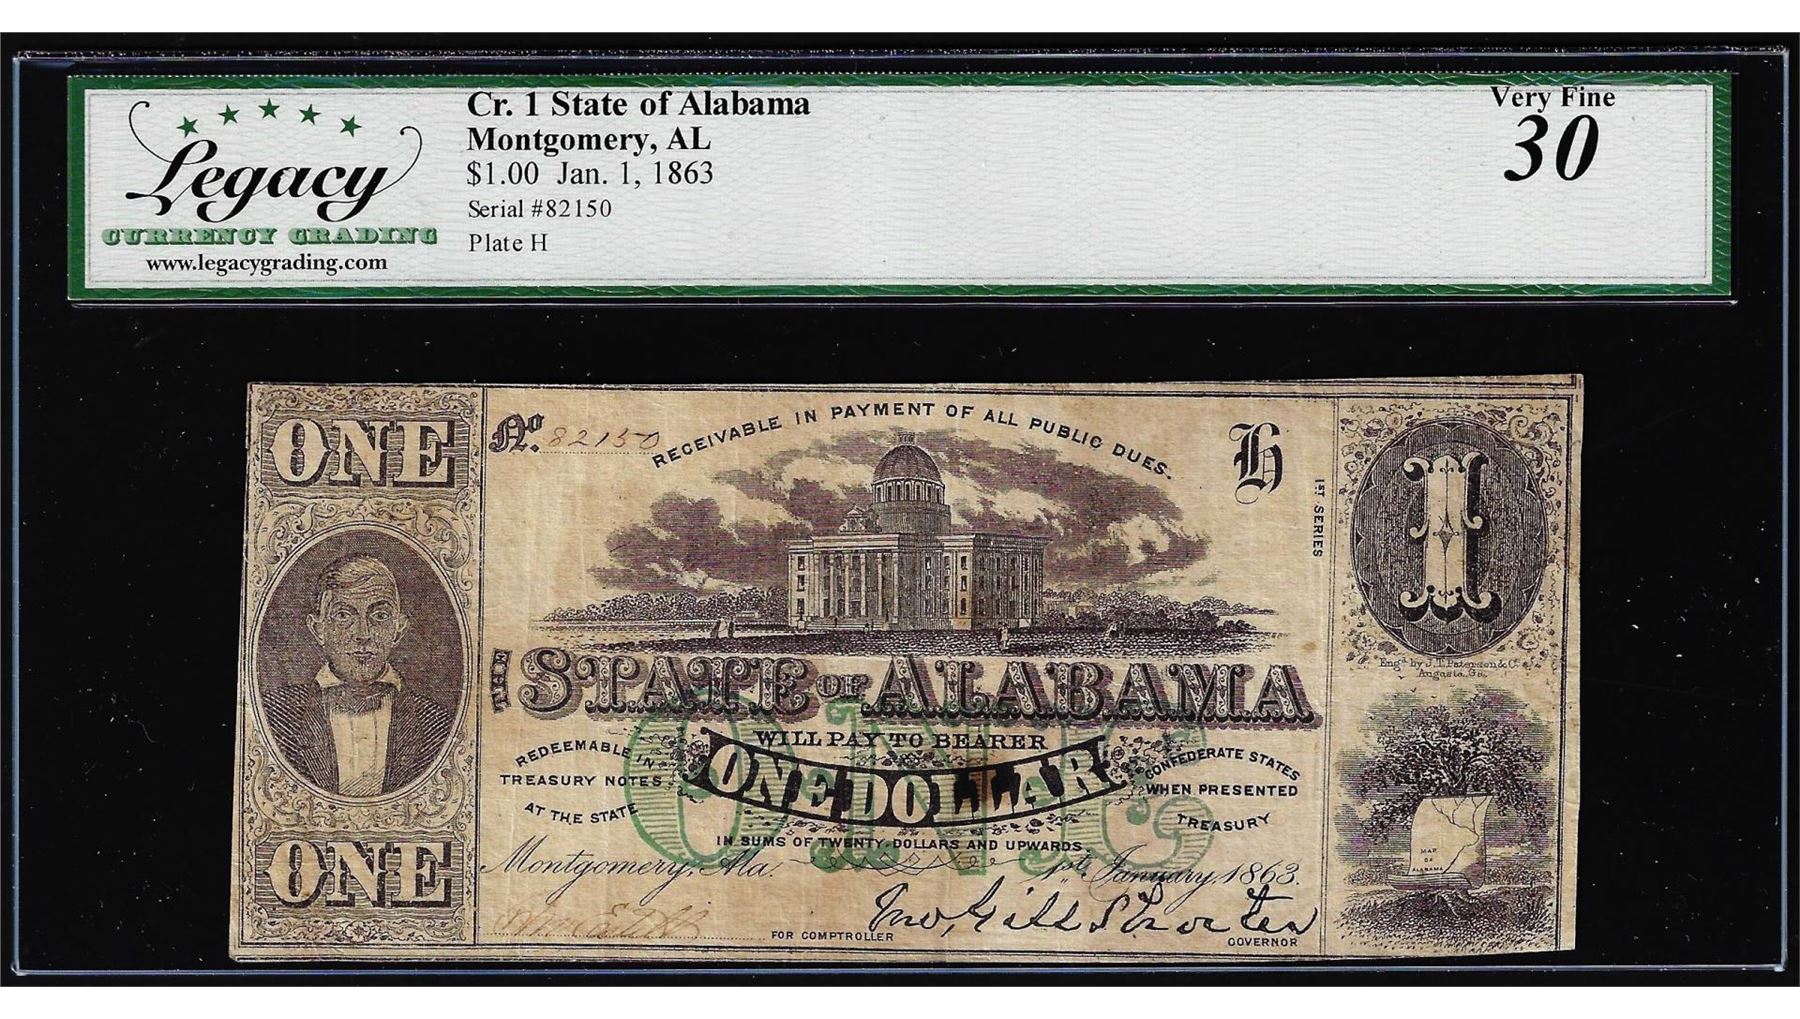 Legacy
CURRENCY GRADING
www.legacygrading.com
Cr. 1 State of Alabama
Montgomery, AL
$1.00 Jan. 1, 1863
Serial #82150
Plate H
Very Fine
30
ONE
No. 82150
RECEIVABLE IN PAYMENT OF ALL PUBLIC DUES.
H
1ST SERIES
1
Engd. by J.T. Paterson & C.
Augusta, Ga.
THE STATE OF ALABAMA
ONE
WILL PAY TO BEARER
ONE DOLLAR
REDEEMABLE IN
TREASURY NOTES
AT THE STATE
CONFEDERATE STATES
WHEN PRESENTED
TREASURY
IN SUMS OF TWENTY DOLLARS AND UPWARDS.
Montgomery, Ala. 1st. January, 1863.
FOR COMPTROLLER
Jno, Gill Shorter
GOVERNOR
MAP
OF
ALABAMA
ONE